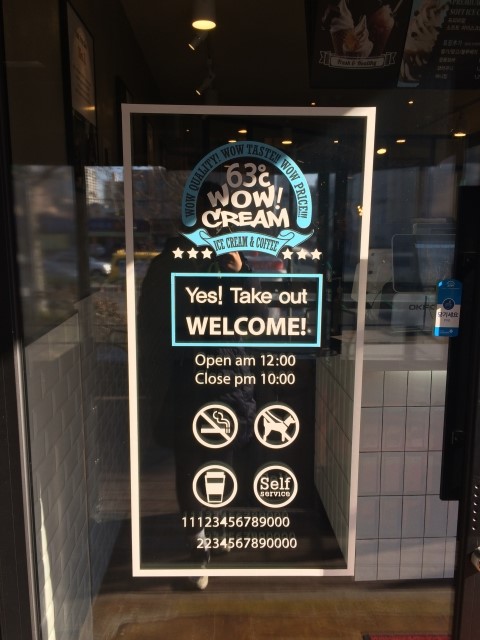 WOW QUALITY! WOW TASTE!! WOW PRICE!!!
63°c
WOW!
CREAM
ICE CREAM & COFFEE
Yes! Take out
WELCOME!
Open am 12:00
Close pm 10:00
Self
service
11123456789000
2234567890000